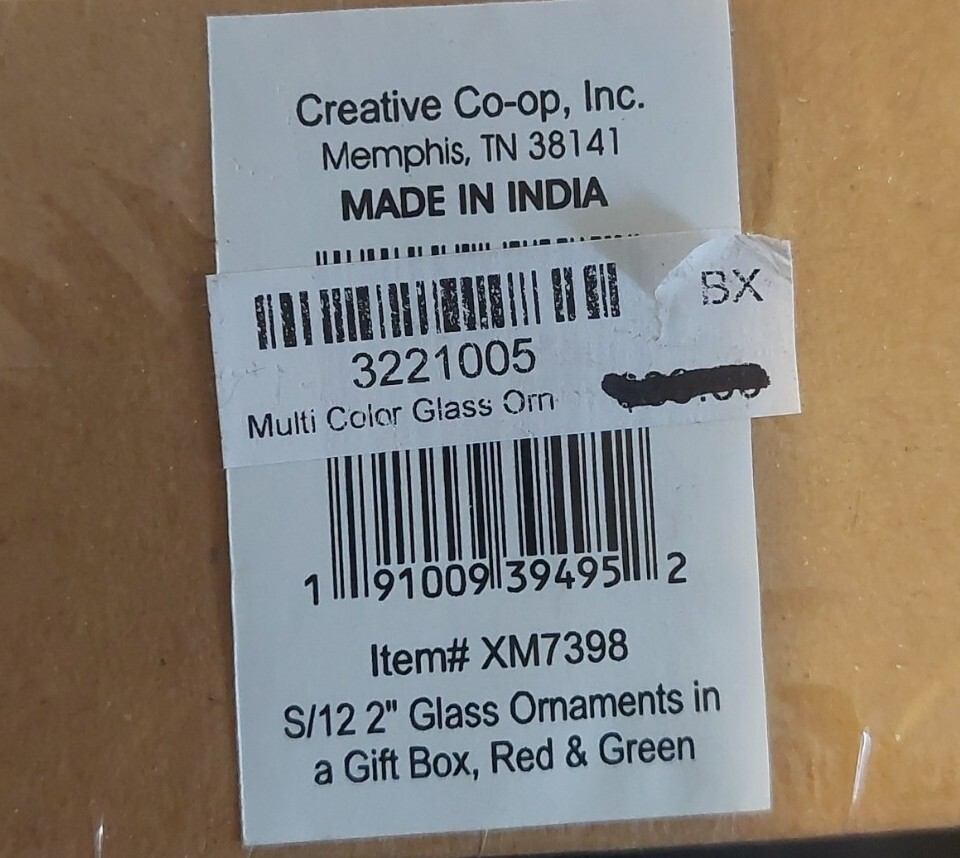 Creative Co-op, Inc.
Memphis, TN 38141
MADE IN INDIA
BX
3221005
Multi Color Glass Orn
1 91009 39495 2
Item# XM7398
S/12 2" Glass Ornaments in
a Gift Box, Red & Green